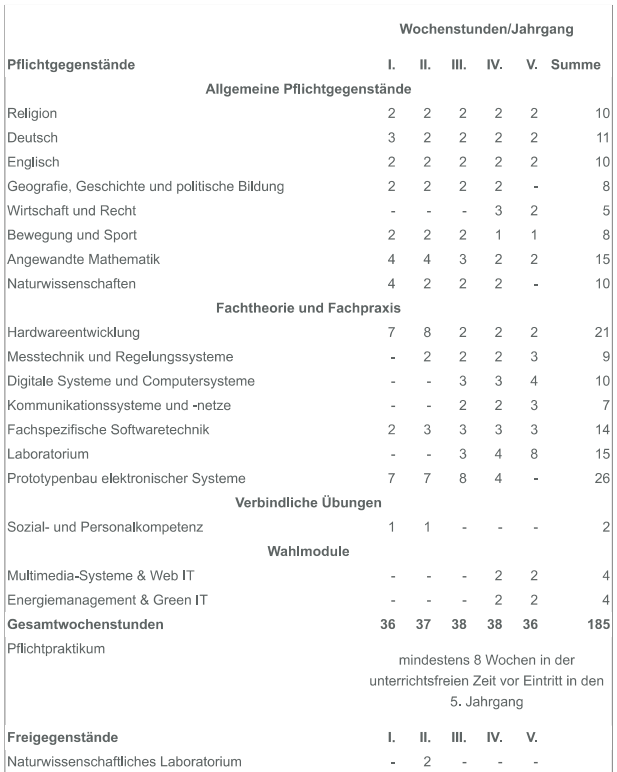 Wochenstunden/Jahrgang
Pflichtgegenstände I. II. III. IV. V. Summe
Allgemeine Pflichtgegenstände
Religion 2 2 2 2 2 10
Deutsch 3 2 2 2 2 11
Englisch 2 2 2 2 2 10
Geografie, Geschichte und politische Bildung 2 2 2 2 - 8
Wirtschaft und Recht - - - 3 2 5
Bewegung und Sport 2 2 2 1 1 8
Angewandte Mathematik 4 4 3 2 2 15
Naturwissenschaften 4 2 2 2 - 10
Fachtheorie und Fachpraxis
Hardwareentwicklung 7 8 2 2 2 21
Messtechnik und Regelungssysteme - 2 2 2 3 9
Digitale Systeme und Computersysteme - - 3 3 4 10
Kommunikationssysteme und -netze - - 2 2 3 7
Fachspezifische Softwaretechnik 2 3 3 3 3 14
Laboratorium - - 3 4 8 15
Prototypenbau elektronischer Systeme 7 7 8 4 - 26
Verbindliche Übungen
Sozial- und Personalkompetenz 1 1 - - - 2
Wahlmodule
Multimedia-Systeme & Web IT - - - 2 2 4
Energiemanagement & Green IT - - - 2 2 4
Gesamtwochenstunden 36 37 38 38 36 185
Pflichtpraktikum
mindestens 8 Wochen in der
unterrichtsfreien Zeit vor Eintritt in den
5. Jahrgang
Freigegenstände I. II. III. IV. V.
Naturwissenschaftliches Laboratorium - 2 - - -